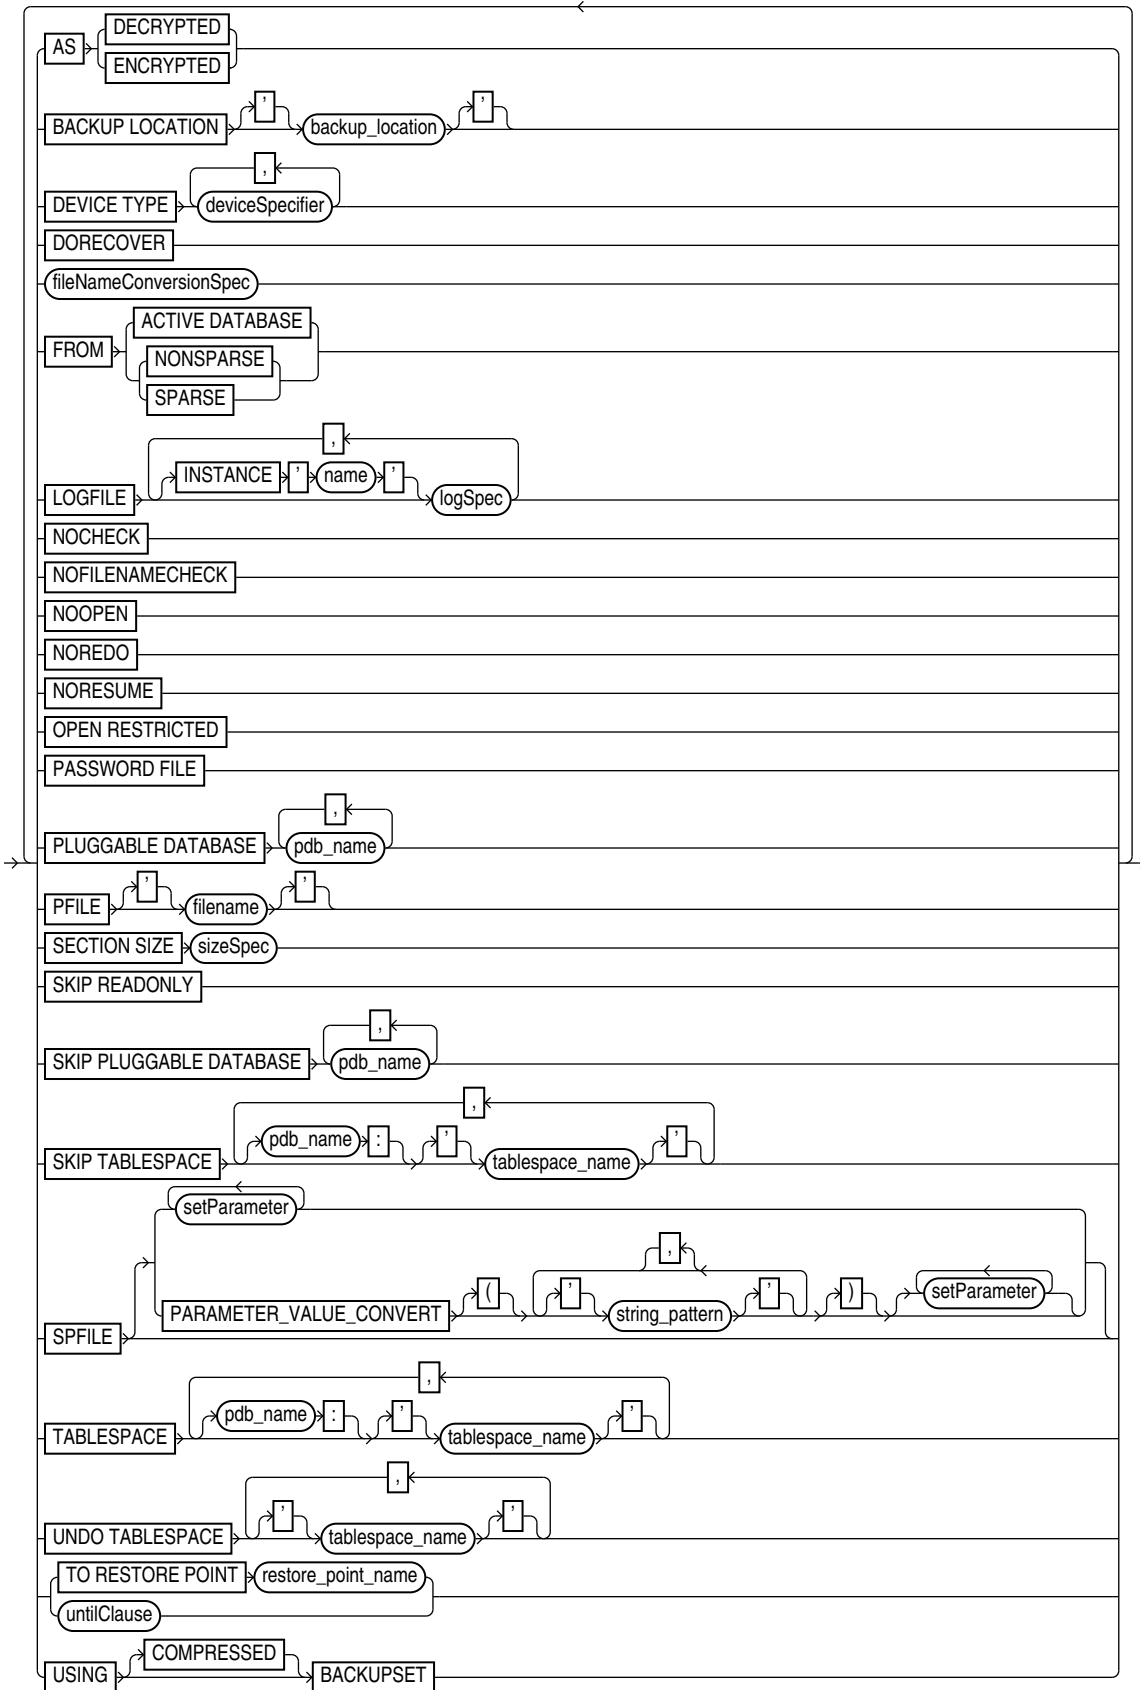 DECRYPTED
AS
ENCRYPTED
' '
BACKUP LOCATION backup_location
,
DEVICE TYPE deviceSpecifier
DORECOVER
fileNameConversionSpec
ACTIVE DATABASE
FROM NONSPARSE
SPARSE
,
INSTANCE ' name '
LOGFILE logSpec
NOCHECK
NOFILENAMECHECK
NOOPEN
NOREDO
NORESUME
OPEN RESTRICTED
PASSWORD FILE
,
PLUGGABLE DATABASE pdb_name
' '
PFILE filename
SECTION SIZE sizeSpec
SKIP READONLY
,
SKIP PLUGGABLE DATABASE pdb_name
,
pdb_name : ' '
SKIP TABLESPACE tablespace_name
setParameter
,
( ' ' ) setParameter
PARAMETER_VALUE_CONVERT string_pattern
SPFILE
,
pdb_name : ' '
TABLESPACE tablespace_name
,
' '
UNDO TABLESPACE tablespace_name
TO RESTORE POINT restore_point_name
untilClause
COMPRESSED
USING BACKUPSET